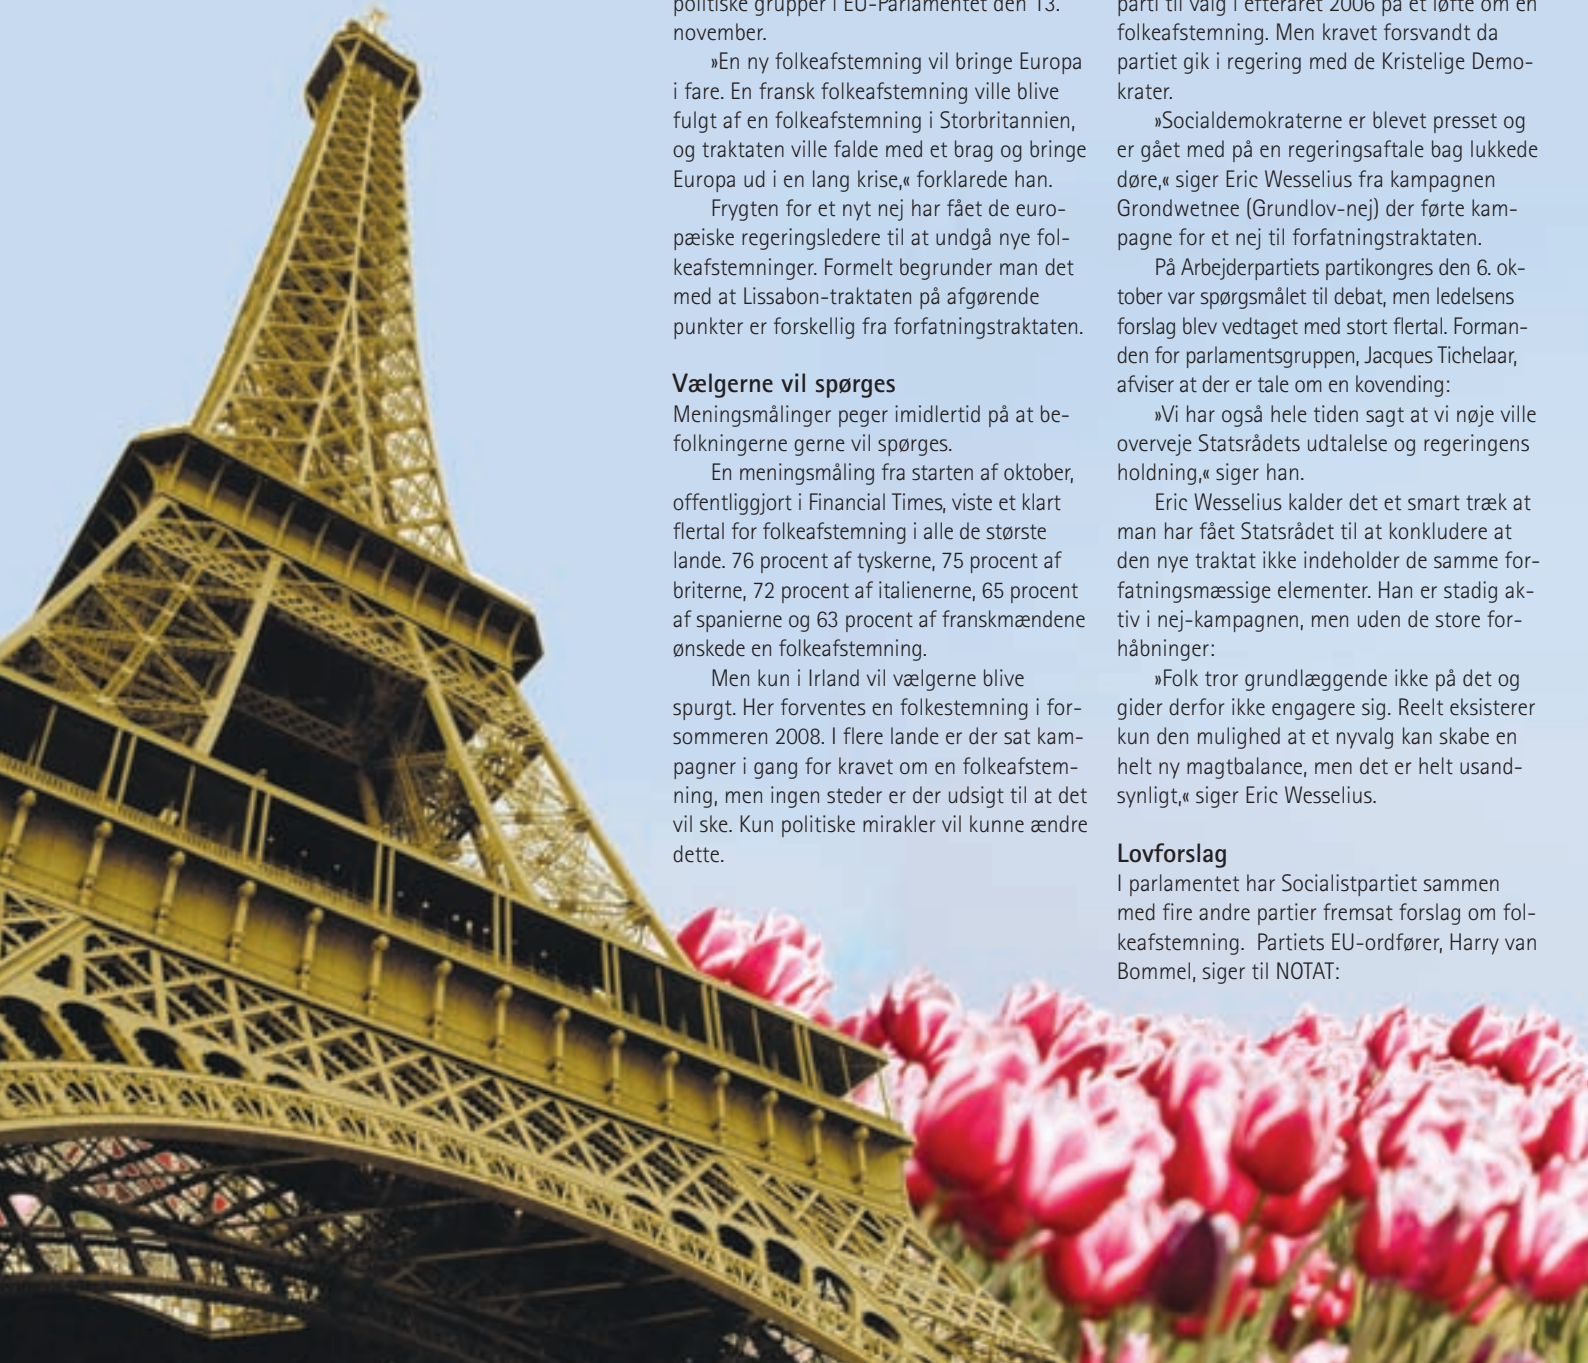 politiske grupper i EU-Parlamentet den 13.
november.
»En ny folkeafstemning vil bringe Europa
i fare. En fransk folkeafstemning ville blive
fulgt af en folkeafstemning i Storbritannien,
og traktaten ville falde med et brag og bringe
Europa ud i en lang krise,« forklarede han.
Frygten for et nyt nej har fået de euro-
pæiske regeringsledere til at undgå nye fol-
keafstemninger. Formelt begrunder man det
med at Lissabon-traktaten på afgørende
punkter er forskellig fra forfatningstraktaten.
Vælgerne vil spørges
Meningsmålinger peger imidlertid på at be-
folkningerne gerne vil spørges.
En meningsmåling fra starten af oktober,
offentliggjort i Financial Times, viste et klart
flertal for folkeafstemning i alle de største
lande. 76 procent af tyskerne, 75 procent af
briterne, 72 procent af italienerne, 65 procent
af spanierne og 63 procent af franskmændene
ønskede en folkeafstemning.
Men kun i Irland vil vælgerne blive
spurgt. Her forventes en folkestemning i for-
sommeren 2008. I flere lande er der sat kam-
pagner i gang for kravet om en folkeafstem-
ning, men ingen steder er der udsigt til at det
vil ske. Kun politiske mirakler vil kunne ændre
dette.
parti til valg i efteråret 2006 på et løfte om en
folkeafstemning. Men kravet forsvandt da
partiet gik i regering med de Kristelige Demo-
krater.
»Socialdemokraterne er blevet presset og
er gået med på en regeringsaftale bag lukkede
døre,« siger Eric Wesselius fra kampagnen
Grondwetnee (Grundlov-nej) der førte kam-
pagne for et nej til forfatningstraktaten.
På Arbejderpartiets partikongres den 6. ok-
tober var spørgsmålet til debat, men ledelsens
forslag blev vedtaget med stort flertal. Forman-
den for parlamentsgruppen, Jacques Tichelaar,
afviser at der er tale om en kovending:
»Vi har også hele tiden sagt at vi nøje ville
overveje Statsrådets udtalelse og regeringens
holdning,« siger han.
Eric Wesselius kalder det et smart træk at
man har fået Statsrådet til at konkludere at
den nye traktat ikke indeholder de samme for-
fatningsmæssige elementer. Han er stadig ak-
tiv i nej-kampagnen, men uden de store for-
håbninger:
»Folk tror grundlæggende ikke på det og
gider derfor ikke engagere sig. Reelt eksisterer
kun den mulighed at et nyvalg kan skabe en
helt ny magtbalance, men det er helt usand-
synligt,« siger Eric Wesselius.
Lovforslag
I parlamentet har Socialistpartiet sammen
med fire andre partier fremsat forslag om fol-
keafstemning. Partiets EU-ordfører, Harry van
Bommel, siger til NOTAT: